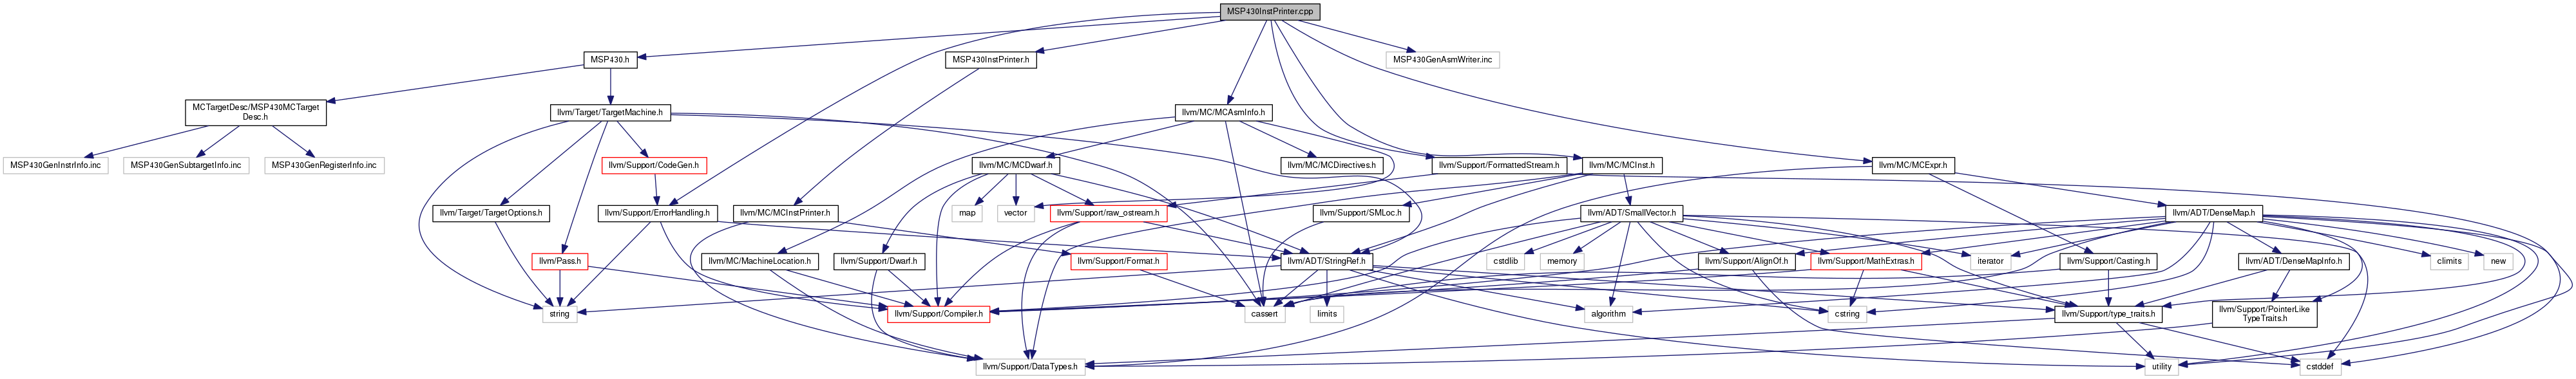 MSP430InstPrinter.cpp
MSP430.h
MSP430InstPrinter.h
MSP430GenAsmWriter.inc
MCTargetDesc/MSP430MCTarget
Desc.h
llvm/Target/TargetMachine.h
llvm/MC/MCAsmInfo.h
MSP430GenInstrInfo.inc
MSP430GenSubtargetInfo.inc
MSP430GenRegisterInfo.inc
llvm/Support/CodeGen.h
llvm/MC/MCDwarf.h
llvm/MC/MCDirectives.h
llvm/Support/FormattedStream.h
llvm/MC/MCInst.h
llvm/MC/MCExpr.h
llvm/Target/TargetOptions.h
llvm/Support/ErrorHandling.h
llvm/MC/MCInstPrinter.h
map
vector
llvm/Support/raw_ostream.h
llvm/Support/SMLoc.h
llvm/ADT/SmallVector.h
llvm/ADT/DenseMap.h
llvm/Pass.h
llvm/MC/MachineLocation.h
llvm/Support/Dwarf.h
llvm/Support/Format.h
llvm/ADT/StringRef.h
cstdlib
memory
llvm/Support/AlignOf.h
llvm/Support/MathExtras.h
iterator
llvm/Support/Casting.h
llvm/ADT/DenseMapInfo.h
climits
new
string
llvm/Support/Compiler.h
cassert
limits
algorithm
cstring
llvm/Support/type_traits.h
llvm/Support/PointerLike
TypeTraits.h
llvm/Support/DataTypes.h
utility
cstddef